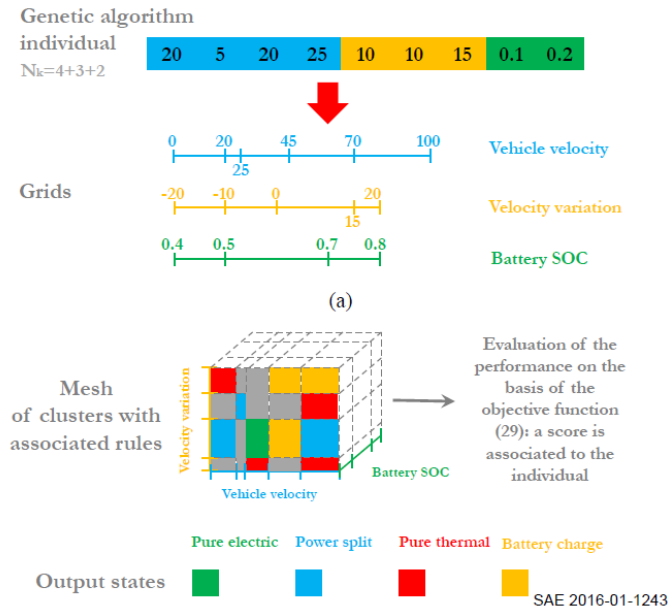 Genetic algorithm
individual
Nk=4+3+2
20 5 20 25 10 10 15 0.1 0.2
0 20 45 70 100
25
Vehicle velocity
Grids
-20 -10 0 20
15
Velocity variation
0.4 0.5 0.7 0.8
Battery SOC
(a)
Mesh
of clusters with
associated rules
Velocity variation
Vehicle velocity
Battery SOC
Evaluation of the
performance on the
basis of the
objective function
(29): a score is
associated to the
individual
Pure electric Power split Pure thermal Battery charge
Output states
SAE 2016-01-1243